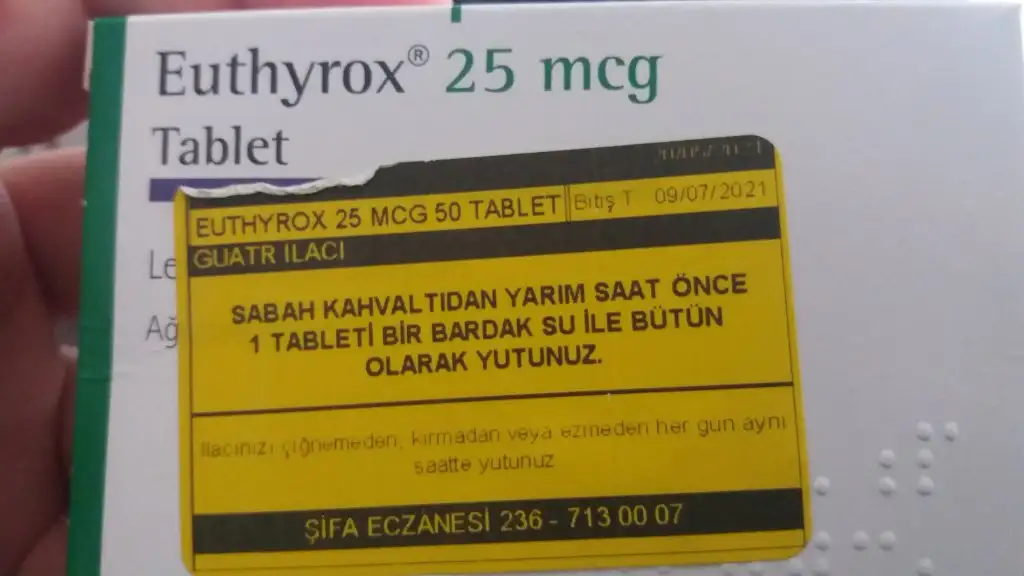 Euthyrox® 25 mcg
Tablet
EUTHYROX 25 MCG 50 TABLET Bitiş T 09/07/2021
GUATR ILACI
SABAH KAHVALTIDAN YARIM SAAT ÖNCE
1 TABLETİ BİR BARDAK SU İLE BÜTÜN
OLARAK YUTUNUZ.
Ilacinizi çiğnemeden, kırmadan veya ezmeden her gün ayni
saatte yutunuz
ŞİFA ECZANESİ 236 - 713 00 07